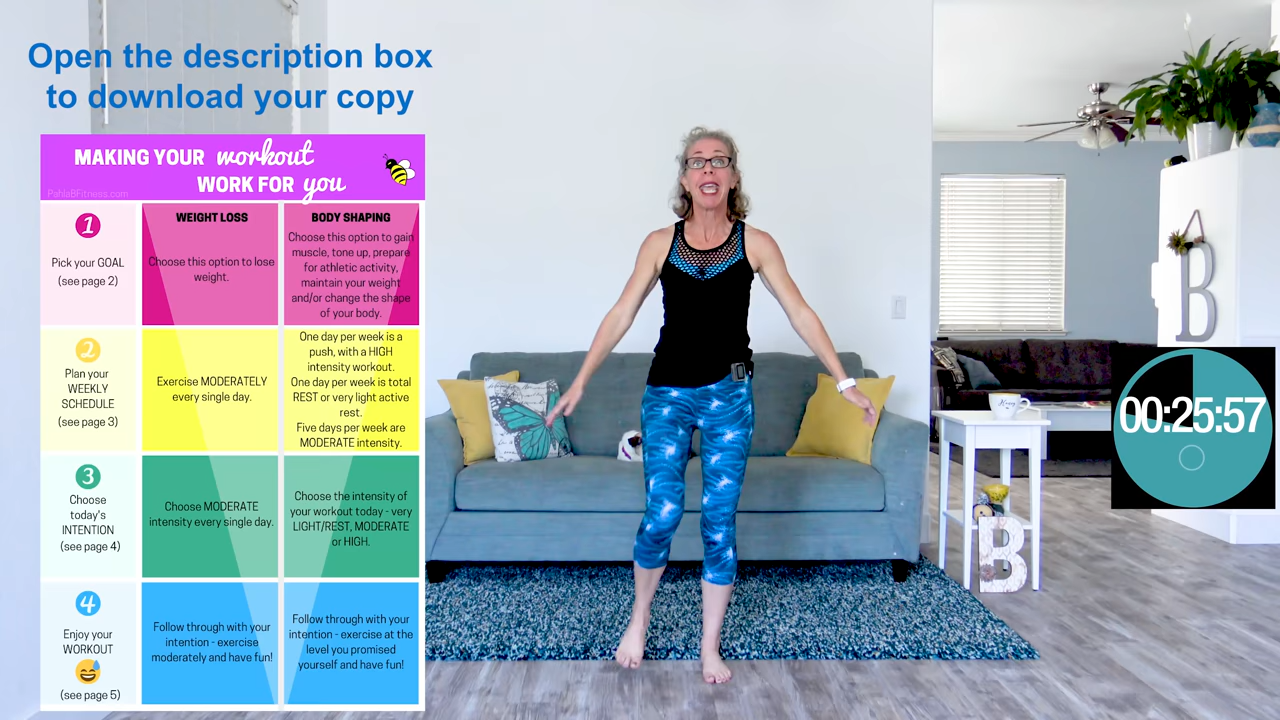 Open the description box
to download your copy
MAKING YOUR workout
WORK FOR you
PahlaBFitness.com
1
Pick your GOAL
(see page 2)
WEIGHT LOSS
Choose this option to lose
weight.
BODY SHAPING
Choose this option to gain
muscle, tone up, prepare
for athletic activity,
maintain your weight
and/or change the shape
of your body.
2
Plan your
WEEKLY
SCHEDULE
(see page 3)
Exercise MODERATELY
every single day.
One day per week is a
push, with a HIGH
intensity workout.
One day per week is total
REST or very light active
rest.
Five days per week are
MODERATE intensity.
3
Choose
today's
INTENTION
(see page 4)
Choose MODERATE
intensity every single day.
Choose the intensity of
your workout today - very
LIGHT/REST, MODERATE
or HIGH.
4
Enjoy your
WORKOUT
(see page 5)
Follow through with your
intention - exercise
moderately and have fun!
Follow through with your
intention - exercise at the
level you promised
yourself and have fun!
B
00:25:57
B